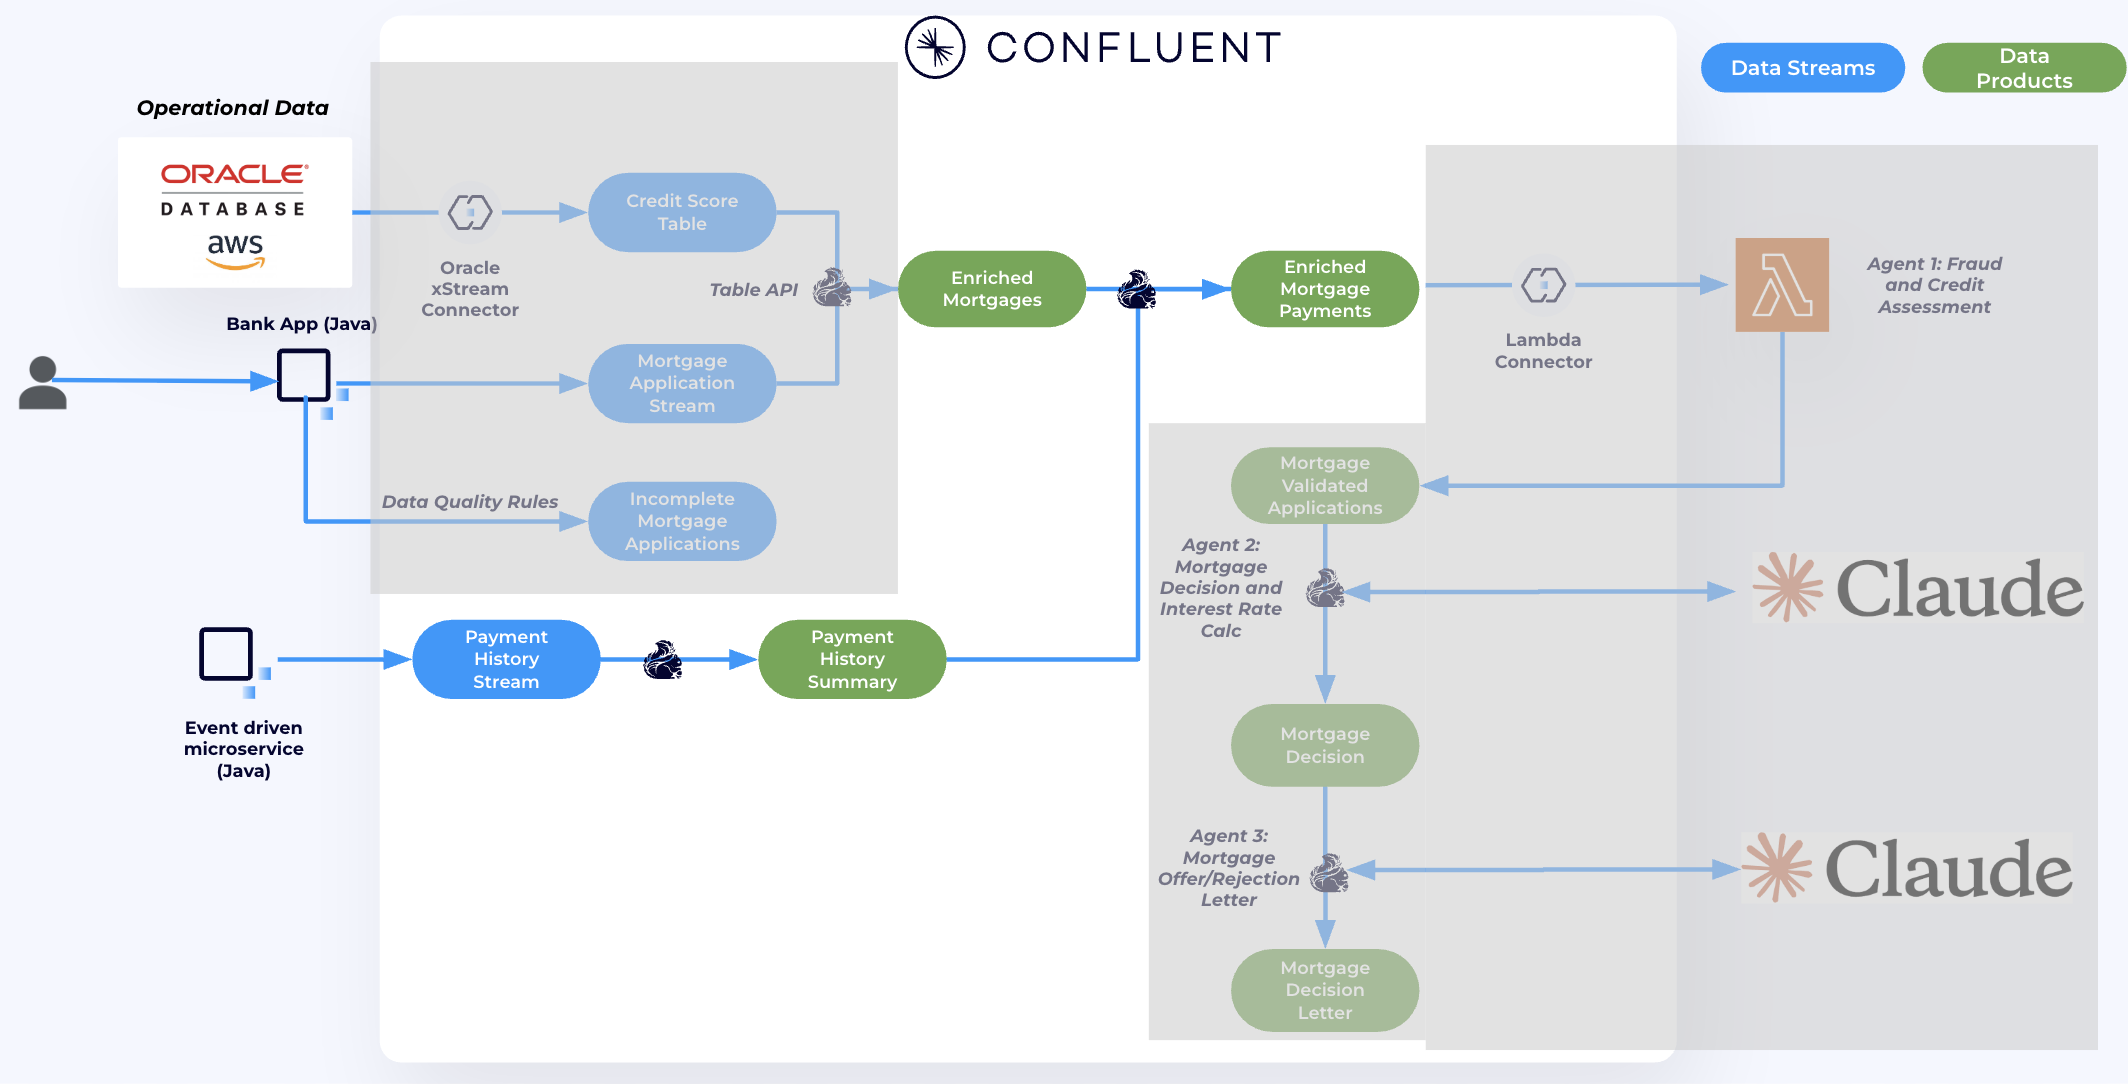 CONFLUENT
Data Streams
Data
Products
Operational Data
ORACLE
DATABASE
aws
Credit Score
Table
Oracle
xStream
Connector
Table API
Enriched
Mortgages
Enriched
Mortgage
Payments
Lambda
Connector
Agent 1: Fraud
and Credit
Assessment
Bank App (Java)
Mortgage
Application
Stream
Data Quality Rules
Incomplete
Mortgage
Applications
Mortgage
Validated
Applications
Agent 2:
Mortgage
Decision and
Interest Rate
Calc
Claude
Payment
History
Stream
Payment
History
Summary
Event driven
microservice
(Java)
Mortgage
Decision
Agent 3:
Mortgage
Offer/Rejection
Letter
Claude
Mortgage
Decision
Letter